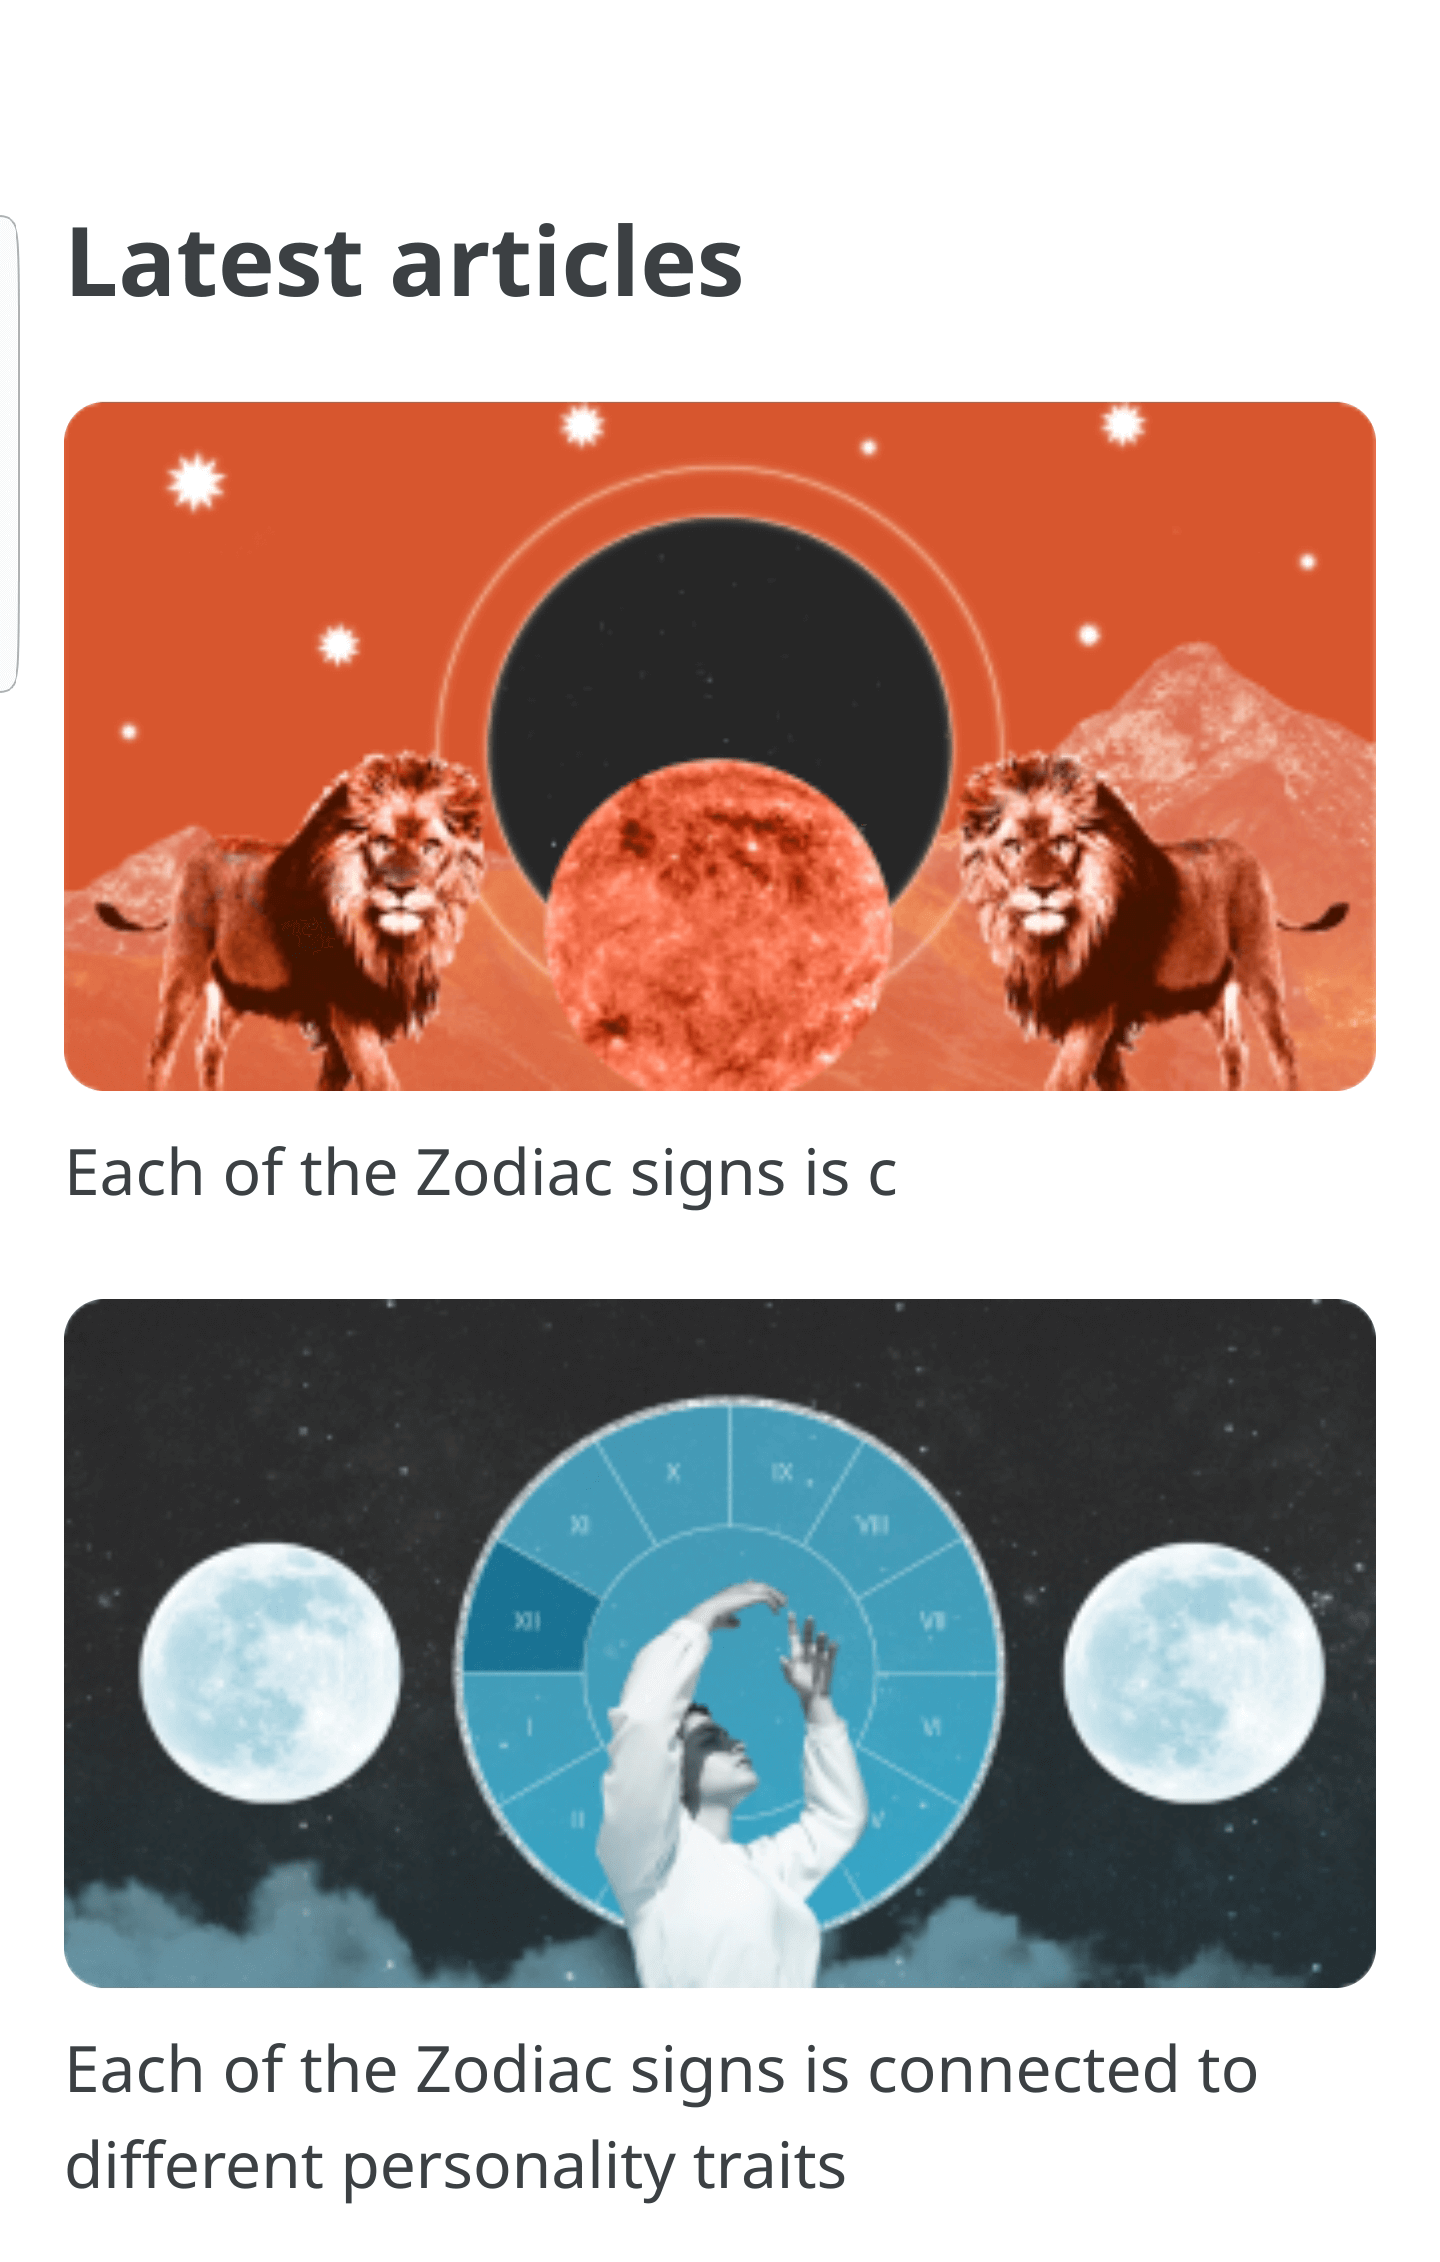 Latest articles
Each of the Zodiac signs is c
X
IX
XI
VIII
XII
VII
I
VI
II
V
Each of the Zodiac signs is connected to
different personality traits